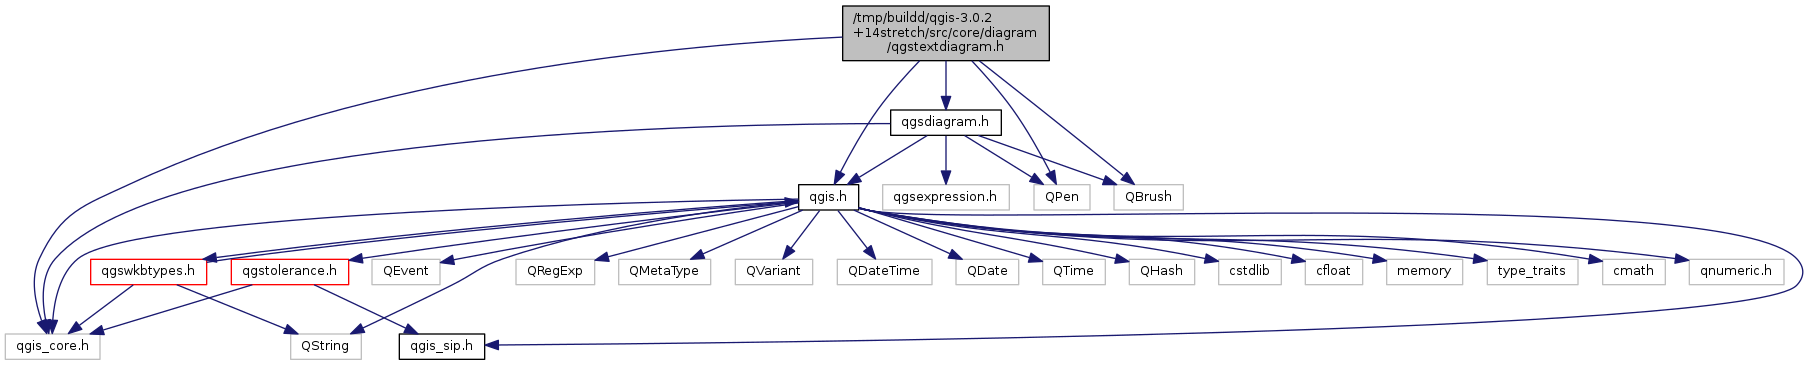 /tmp/buildd/qgis-3.0.2
+14stretch/src/core/diagram
/qgstextdiagram.h
qgsdiagram.h
qgis.h
qgsexpression.h
QPen
QBrush
qgswkbtypes.h
qgstolerance.h
QEvent
QRegExp
QMetaType
QVariant
QDateTime
QDate
QTime
QHash
cstdlib
cfloat
memory
type_traits
cmath
qnumeric.h
qgis_core.h
QString
qgis_sip.h